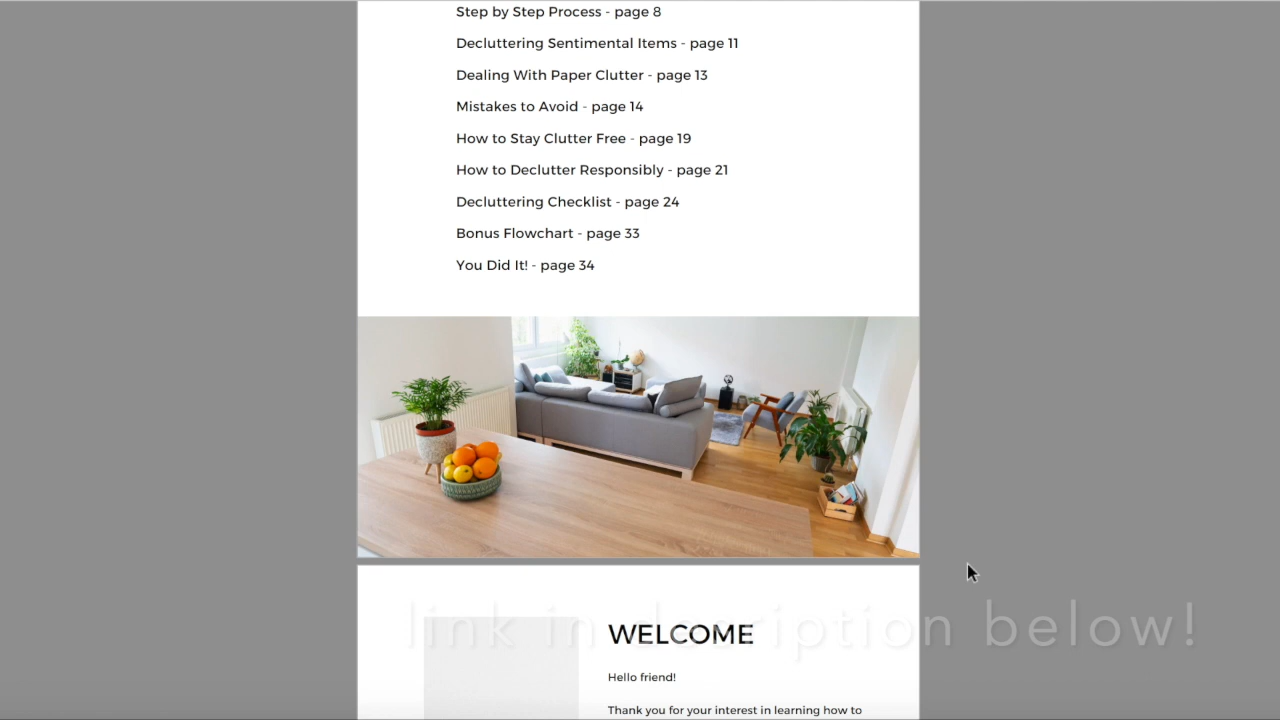 Step by Step Process - page 8
Decluttering Sentimental Items - page 11
Dealing With Paper Clutter - page 13
Mistakes to Avoid - page 14
How to Stay Clutter Free - page 19
How to Declutter Responsibly - page 21
Decluttering Checklist - page 24
Bonus Flowchart - page 33
You Did It! - page 34
WELCOME
link in description below!
Hello friend!
Thank you for your interest in learning how to